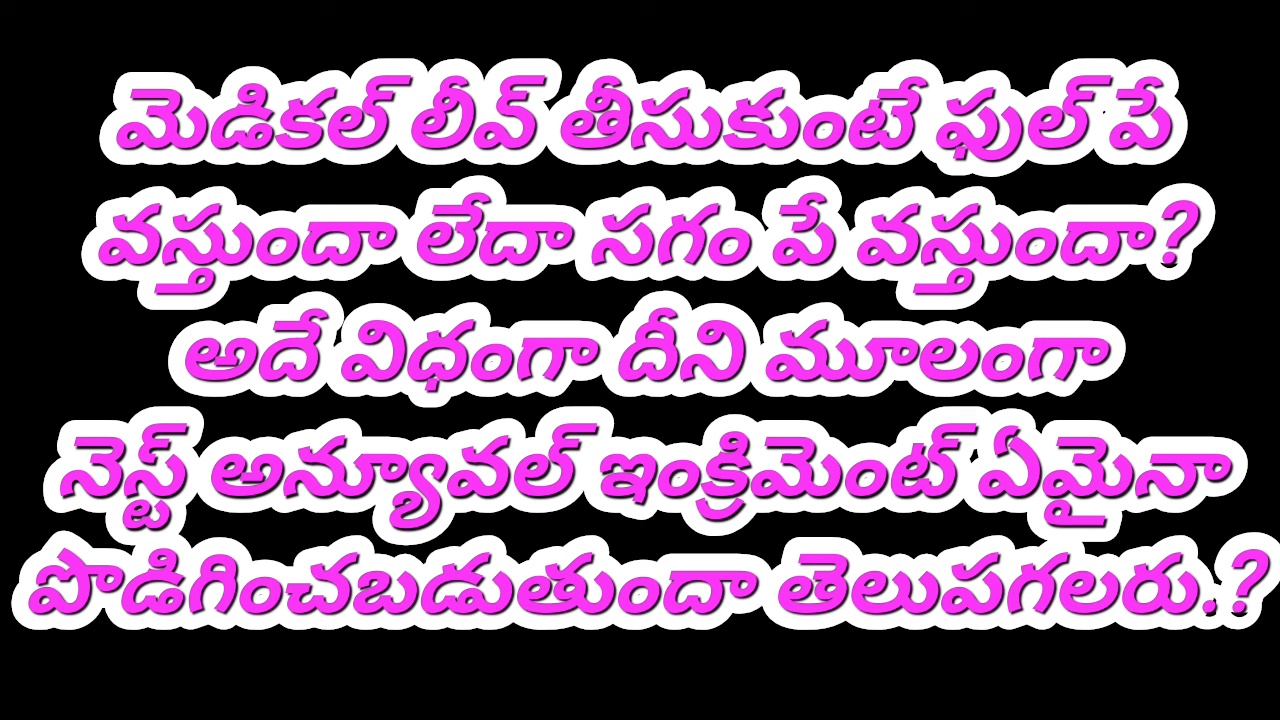 మెడికల్ లీవ్ తీసుకుంటే ఫుల్ పే
వస్తుందా లేదా సగం పే వస్తుందా?
అదే విధంగా దీని మూలంగా
నెస్ట్ అన్యూవల్ ఇంక్రిమెంట్ ఏమైనా
పొడిగించబడుతుందా తెలుపగలరు.?